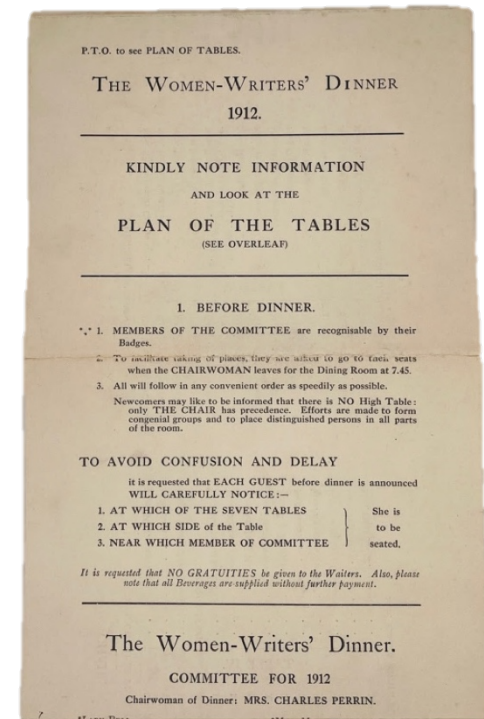 P.T.O. to see PLAN OF TABLES.
THE WOMEN-WRITERS' DINNER
1912.
KINDLY NOTE INFORMATION
AND LOOK AT THE
PLAN OF THE TABLES
(SEE OVERLEAF)
1. BEFORE DINNER.
*** 1. MEMBERS OF THE COMMITTEE are recognisable by their
Badges.
2. To facilitate taking of places, they are asked to go to their seats
when the CHAIRWOMAN leaves for the Dining Room at 7.45.
3. All will follow in any convenient order as speedily as possible.
Newcomers may like to be informed that there is NO High Table:
only THE CHAIR has precedence. Efforts are made to form
congenial groups and to place distinguished persons in all parts
of the room.
TO AVOID CONFUSION AND DELAY
it is requested that EACH GUEST before dinner is announced
WILL CAREFULLY NOTICE:—
1. AT WHICH OF THE SEVEN TABLES } She is
2. AT WHICH SIDE of the Table to be
3. NEAR WHICH MEMBER OF COMMITTEE seated.
It is requested that NO GRATUITIES be given to the Waiters. Also, please
note that all Beverages are supplied without further payment.
The Women-Writers' Dinner.
COMMITTEE FOR 1912
Chairwoman of Dinner: MRS. CHARLES PERRIN.